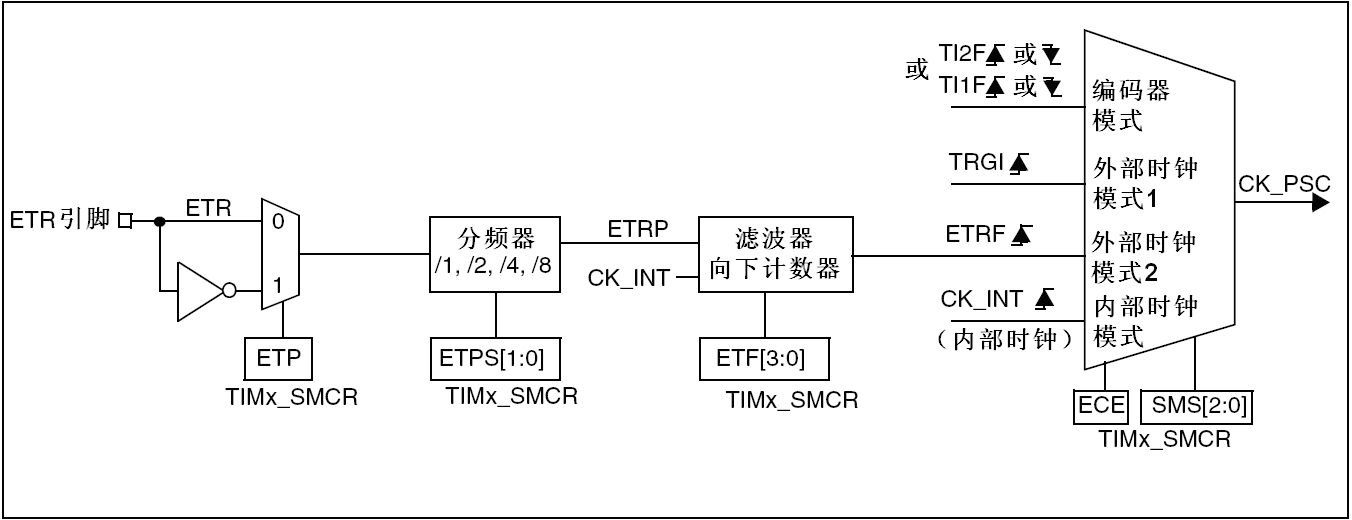 TI2F 或
或
TI1F 或
编码器
模式
TRGI
外部时钟
模式1
CK_PSC
ETR引脚
ETR
0
1
分频器
/1, /2, /4, /8
ETRP
CK_INT
滤波器
向下计数器
ETRF
外部时钟
模式2
CK_INT
（内部时钟）
内部时钟
模式
ETP
TIMx_SMCR
ETPS[1:0]
TIMx_SMCR
ETF[3:0]
TIMx_SMCR
ECE
SMS[2:0]
TIMx_SMCR